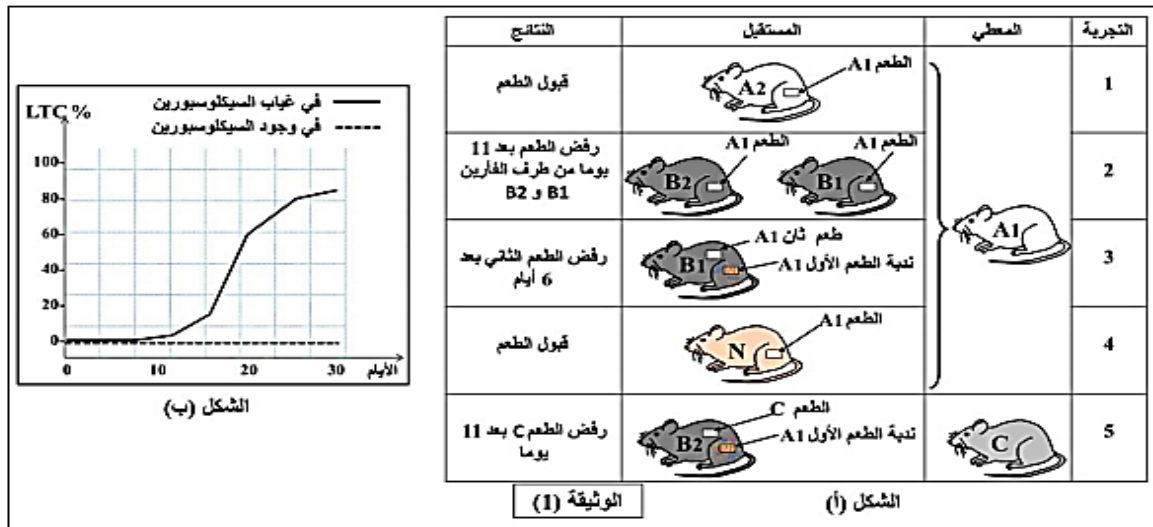 التجربة
المعطي
المستقبل
النتائج
1
A1
الطعم A1
A2
قبول الطعم
2
الطعم A1
B1
الطعم A1
B2
رفض الطعم بعد 11
يوما من طرف الفأرين
B1 و B2
3
طعم ثان A1
ندبة الطعم الأول A1
B1
رفض الطعم الثاني بعد
6 أيام
4
الطعم A1
N
قبول الطعم
5
C
الطعم C
ندبة الطعم الأول A1
B2
رفض الطعم C بعد 11
يوما
الشكل (أ)
الوثيقة (1)
LTC %
في غياب السيكلوسبورين
في وجود السيكلوسبورين
100
80
60
40
20
0
0 10 20 30 الأيام
الشكل (ب)